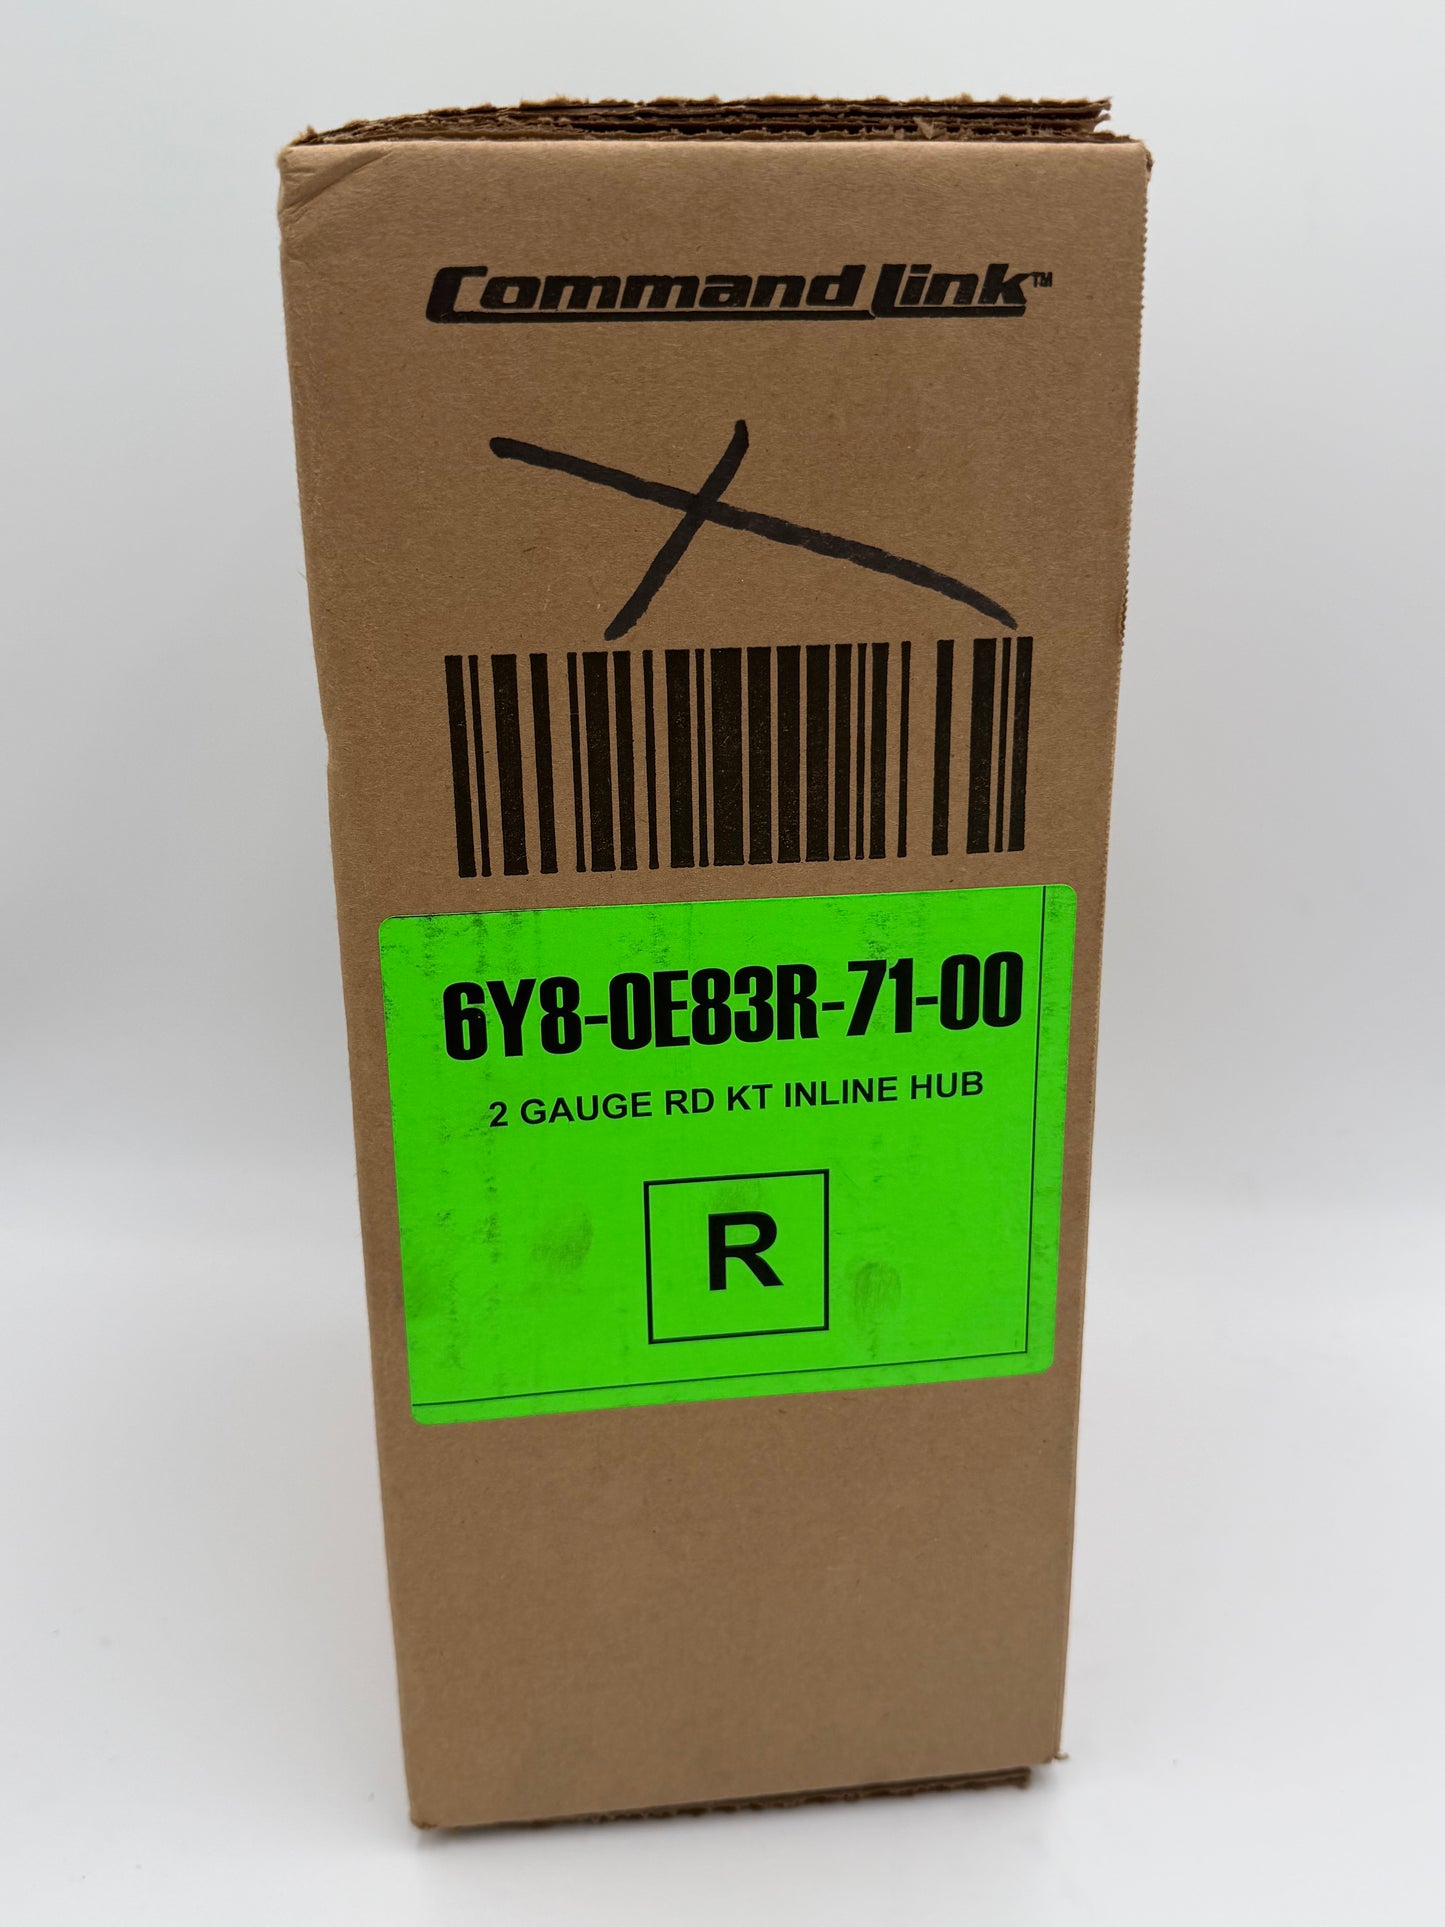 Command Link™
6Y8-0E83R-71-00
2 GAUGE RD KT INLINE HUB
R